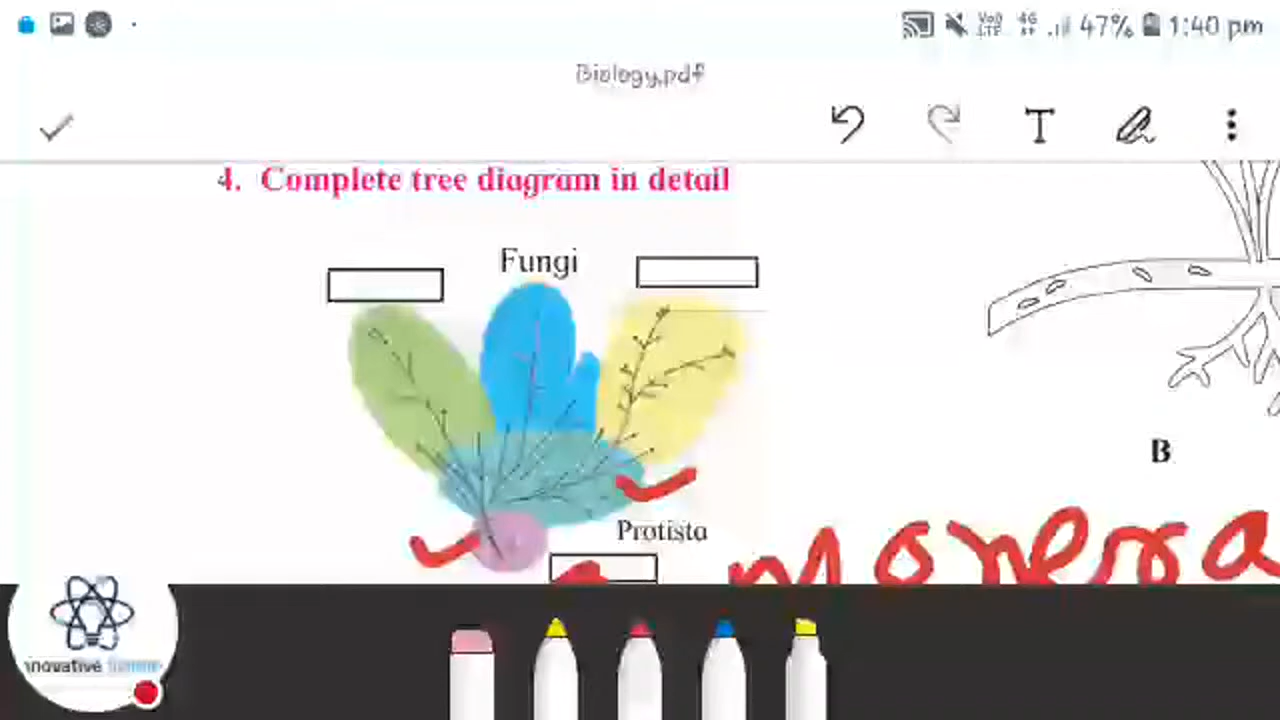 47% 1:40 pm
Biology.pdf
T
4. Complete tree diagram in detail
Fungi
B
Protista
monera